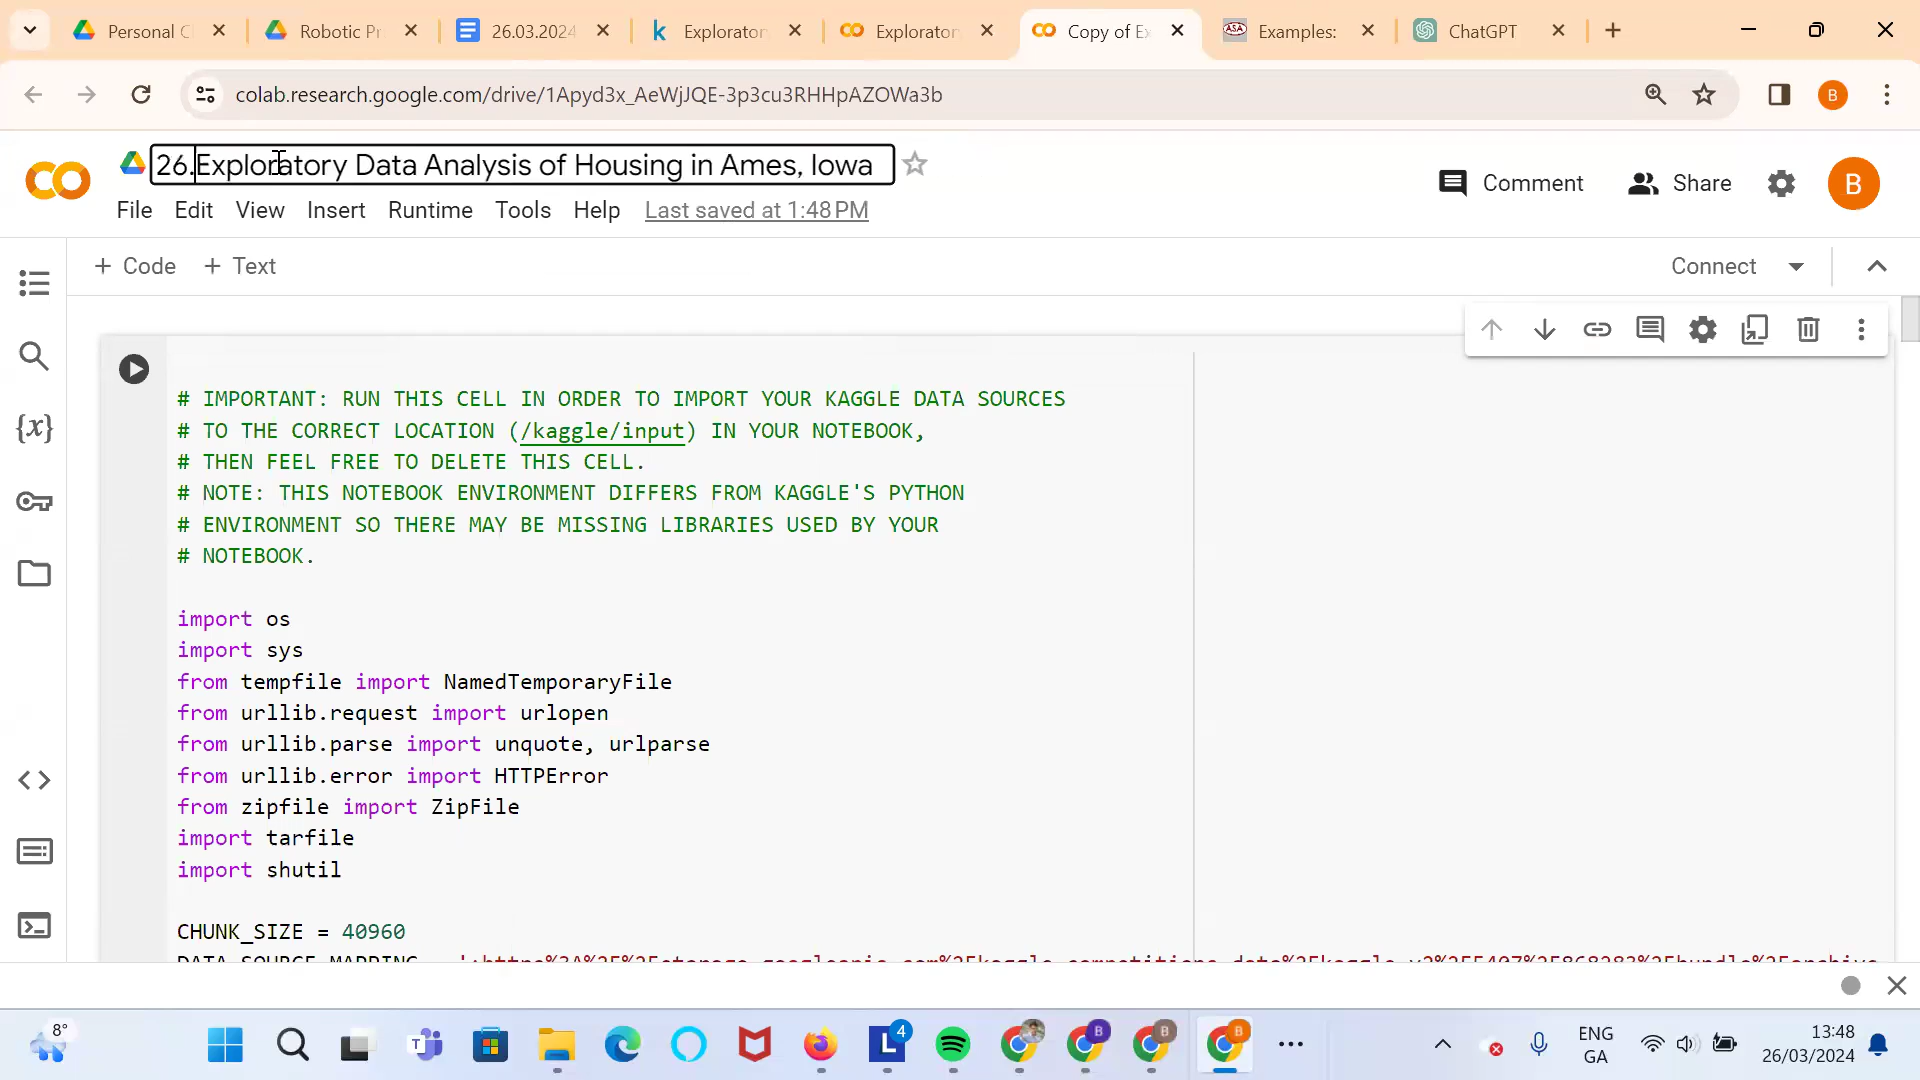 Personal C
Robotic Pr
26.03.2024
Explorator
Explorator
Copy of Ex
ASA
Examples:
ChatGPT
colab.research.google.com/drive/1Apyd3x_AeWjJQE-3p3cu3RHHpAZOWa3b
B
26.Exploratory Data Analysis of Housing in Ames, Iowa
File Edit View Insert Runtime Tools Help Last saved at 1:48 PM
Comment
Share
B
+ Code + Text
Connect
# IMPORTANT: RUN THIS CELL IN ORDER TO IMPORT YOUR KAGGLE DATA SOURCES
# TO THE CORRECT LOCATION (/kaggle/input) IN YOUR NOTEBOOK,
# THEN FEEL FREE TO DELETE THIS CELL.
# NOTE: THIS NOTEBOOK ENVIRONMENT DIFFERS FROM KAGGLE'S PYTHON
# ENVIRONMENT SO THERE MAY BE MISSING LIBRARIES USED BY YOUR
# NOTEBOOK.
import os
import sys
from tempfile import NamedTemporaryFile
from urllib.request import urlopen
from urllib.parse import unquote, urlparse
from urllib.error import HTTPError
from zipfile import ZipFile
import tarfile
import shutil
CHUNK_SIZE = 40960
8°
4
B
B
B
ENG
GA
13:48
26/03/2024